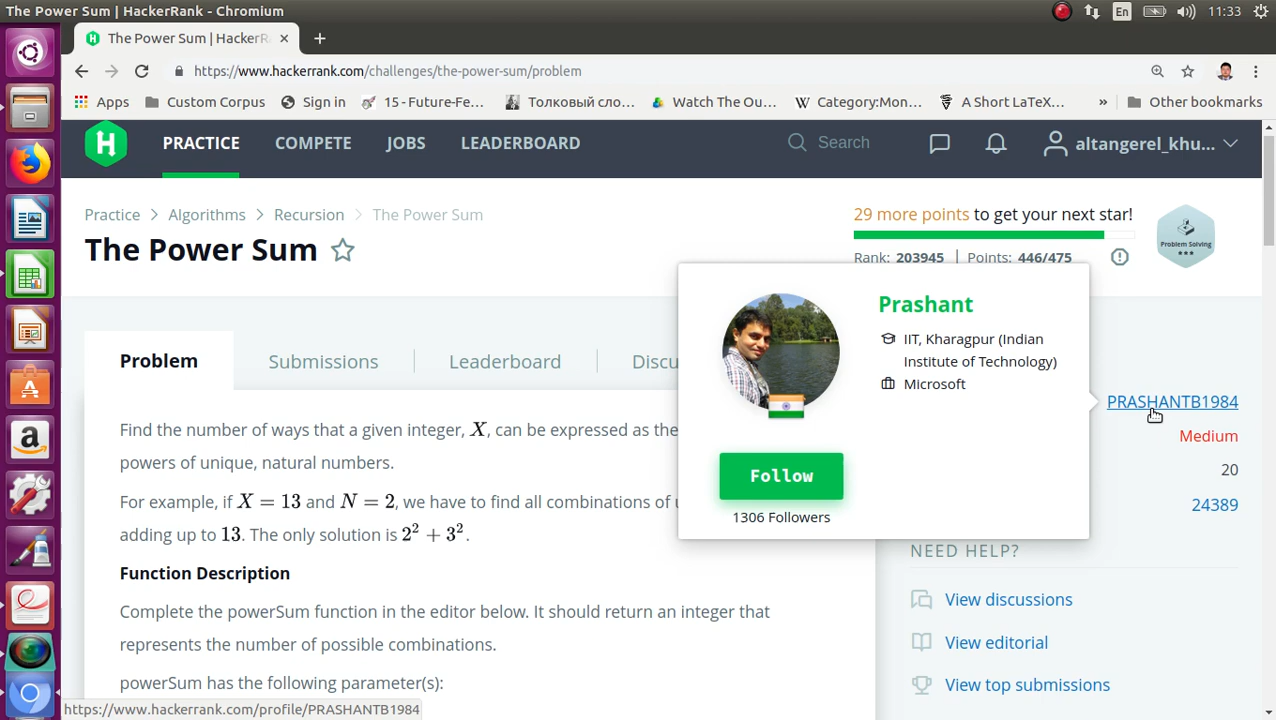 The Power Sum | HackerRank - Chromium
En
11:33
The Power Sum | HackerR
https://www.hackerrank.com/challenges/the-power-sum/problem
Apps
Custom Corpus
Sign in
15 - Future-Fe...
Толковый сло...
Watch The Ou...
Category:Mon...
A Short LaTeX...
»
Other bookmarks
PRACTICE
COMPETE
JOBS
LEADERBOARD
Search
altangerel_khu...
Practice > Algorithms > Recursion > The Power Sum
29 more points to get your next star!
Problem Solving
The Power Sum
Rank: 203945 | Points: 446/475
Prashant
IIT, Kharagpur (Indian
Institute of Technology)
Microsoft
Follow
1306 Followers
Problem
Submissions
Leaderboard
Discu
PRASHANTB1984
Medium
20
24389
Find the number of ways that a given integer, X, can be expressed as the
powers of unique, natural numbers.
For example, if X = 13 and N = 2, we have to find all combinations of u
adding up to 13. The only solution is 2² + 3².
Function Description
Complete the powerSum function in the editor below. It should return an integer that
represents the number of possible combinations.
powerSum has the following parameter(s):
NEED HELP?
View discussions
View editorial
View top submissions
https://www.hackerrank.com/profile/PRASHANTB1984